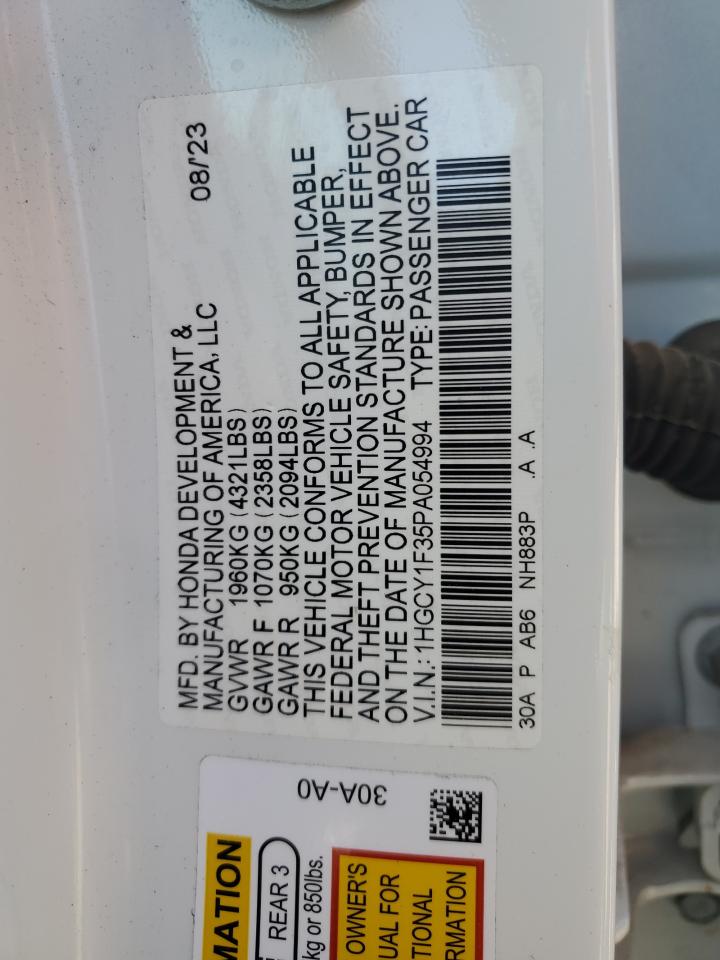 MFD. BY HONDA DEVELOPMENT &
MANUFACTURING OF AMERICA, LLC 08/'23
GVWR 1960KG (4321LBS)
GAWR F 1070KG (2358LBS)
GAWR R 950KG (2094LBS)
THIS VEHICLE CONFORMS TO ALL APPLICABLE
FEDERAL MOTOR VEHICLE SAFETY, BUMPER,
AND THEFT PREVENTION STANDARDS IN EFFECT
ON THE DATE OF MANUFACTURE SHOWN ABOVE.
V.I.N.: 1HGCY1F35PA054994 TYPE: PASSENGER CAR
30A P AB6 NH883P .A .A
30A-A0
MATION
REAR 3
kg or 850lbs.
OWNER'S
UAL FOR
TIONAL
RMATION